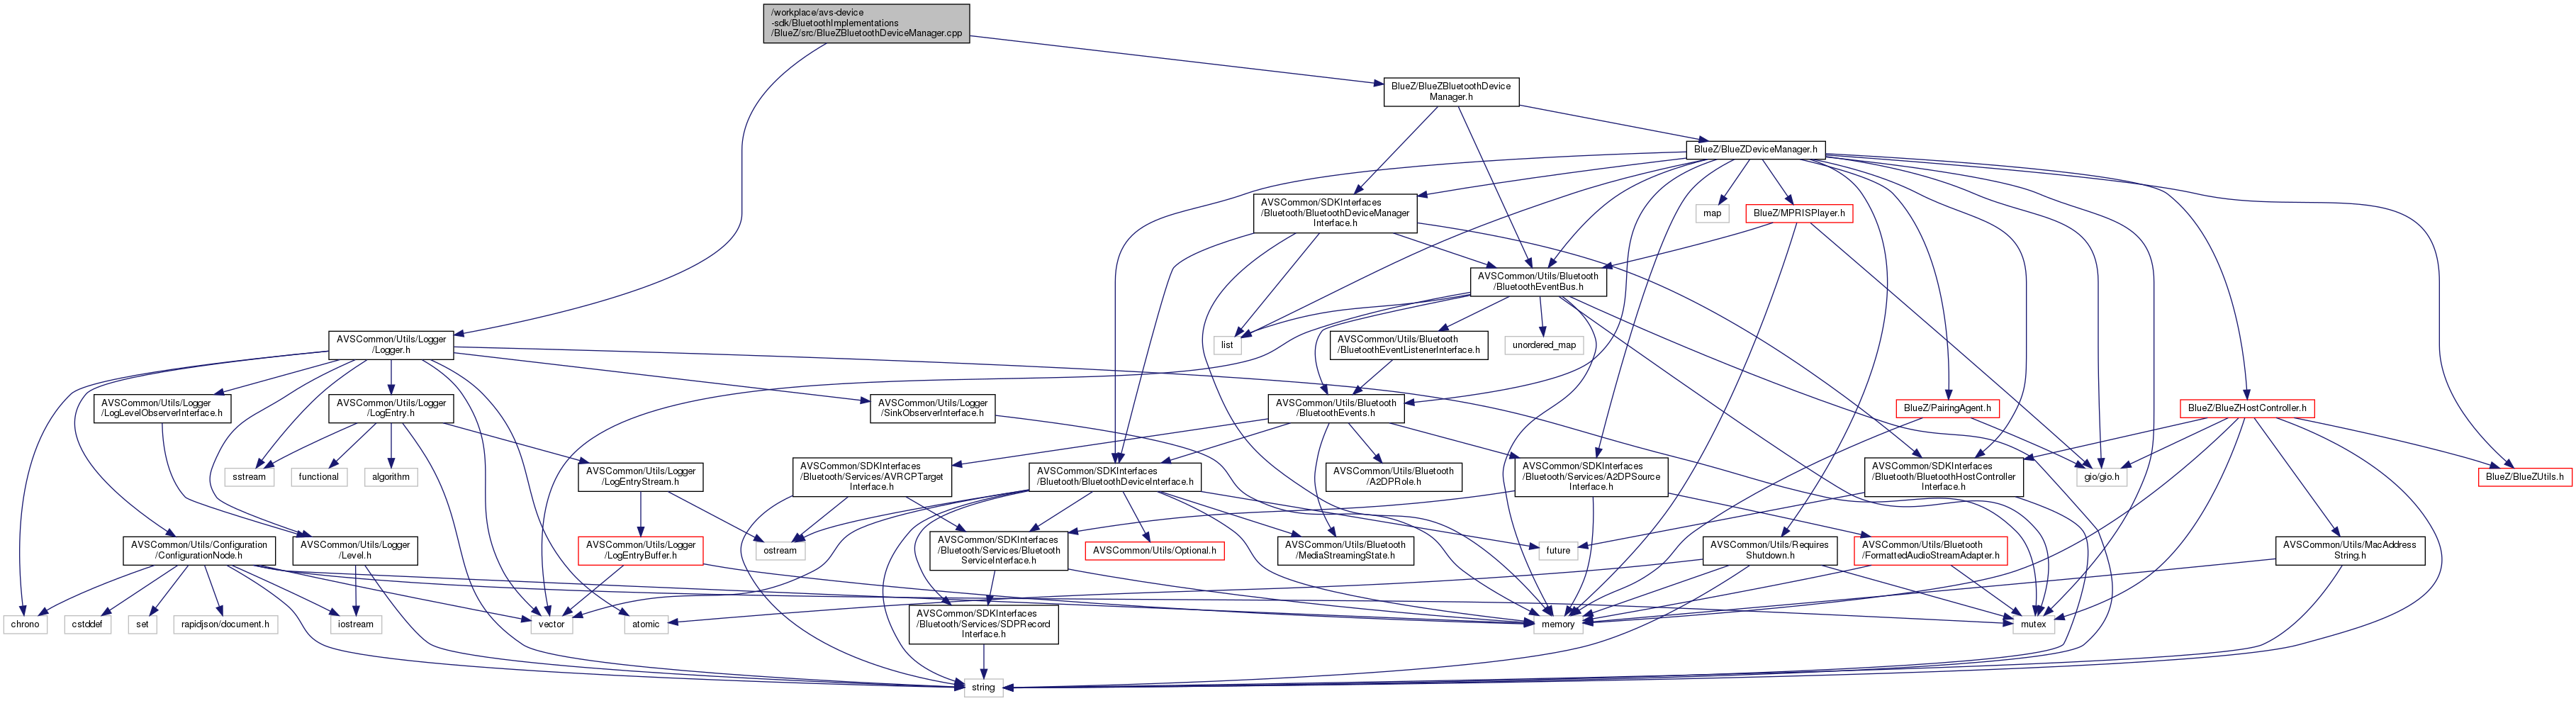 /workplace/avs-device
-sdk/BluetoothImplementations
/BlueZ/src/BlueZBluetoothDeviceManager.cpp
BlueZ/BlueZBluetoothDevice
Manager.h
BlueZ/BlueZDeviceManager.h
AVSCommon/SDKInterfaces
/Bluetooth/BluetoothDeviceManager
Interface.h
map
BlueZ/MPRISPlayer.h
AVSCommon/Utils/Bluetooth
/BluetoothEventBus.h
AVSCommon/Utils/Logger
/Logger.h
list
AVSCommon/Utils/Bluetooth
/BluetoothEventListenerInterface.h
unordered_map
AVSCommon/Utils/Logger
/LogLevelObserverInterface.h
AVSCommon/Utils/Logger
/LogEntry.h
AVSCommon/Utils/Logger
/SinkObserverInterface.h
AVSCommon/Utils/Bluetooth
/BluetoothEvents.h
BlueZ/PairingAgent.h
BlueZ/BlueZHostController.h
sstream
functional
algorithm
AVSCommon/Utils/Logger
/LogEntryStream.h
AVSCommon/SDKInterfaces
/Bluetooth/Services/AVRCPTarget
Interface.h
AVSCommon/SDKInterfaces
/Bluetooth/BluetoothDeviceInterface.h
AVSCommon/Utils/Bluetooth
/A2DPRole.h
AVSCommon/SDKInterfaces
/Bluetooth/Services/A2DPSource
Interface.h
AVSCommon/SDKInterfaces
/Bluetooth/BluetoothHostController
Interface.h
gio/gio.h
BlueZ/BlueZUtils.h
AVSCommon/Utils/Configuration
/ConfigurationNode.h
AVSCommon/Utils/Logger
/Level.h
AVSCommon/Utils/Logger
/LogEntryBuffer.h
ostream
AVSCommon/SDKInterfaces
/Bluetooth/Services/Bluetooth
ServiceInterface.h
AVSCommon/Utils/Optional.h
AVSCommon/Utils/Bluetooth
/MediaStreamingState.h
future
AVSCommon/Utils/Requires
Shutdown.h
AVSCommon/Utils/Bluetooth
/FormattedAudioStreamAdapter.h
AVSCommon/Utils/MacAddress
String.h
chrono
cstddef
set
rapidjson/document.h
iostream
vector
atomic
AVSCommon/SDKInterfaces
/Bluetooth/Services/SDPRecord
Interface.h
memory
mutex
string